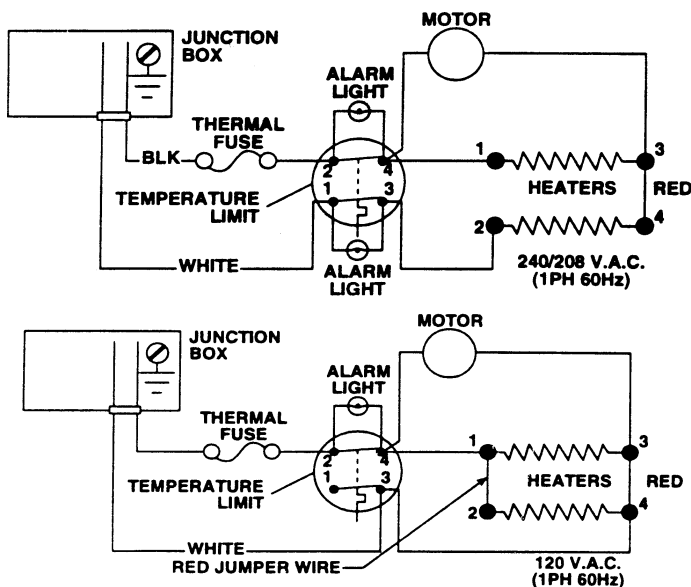 JUNCTION
BOX
MOTOR
ALARM
LIGHT
THERMAL
FUSE
BLK
2
4
1
3
TEMPERATURE
LIMIT
1
3
HEATERS
RED
2
4
WHITE
ALARM
LIGHT
240/208 V.A.C.
(1PH 60Hz)
JUNCTION
BOX
MOTOR
ALARM
LIGHT
THERMAL
FUSE
2
4
1
3
TEMPERATURE
LIMIT
1
3
HEATERS
RED
2
4
WHITE
RED JUMPER WIRE
120 V.A.C.
(1PH 60Hz)